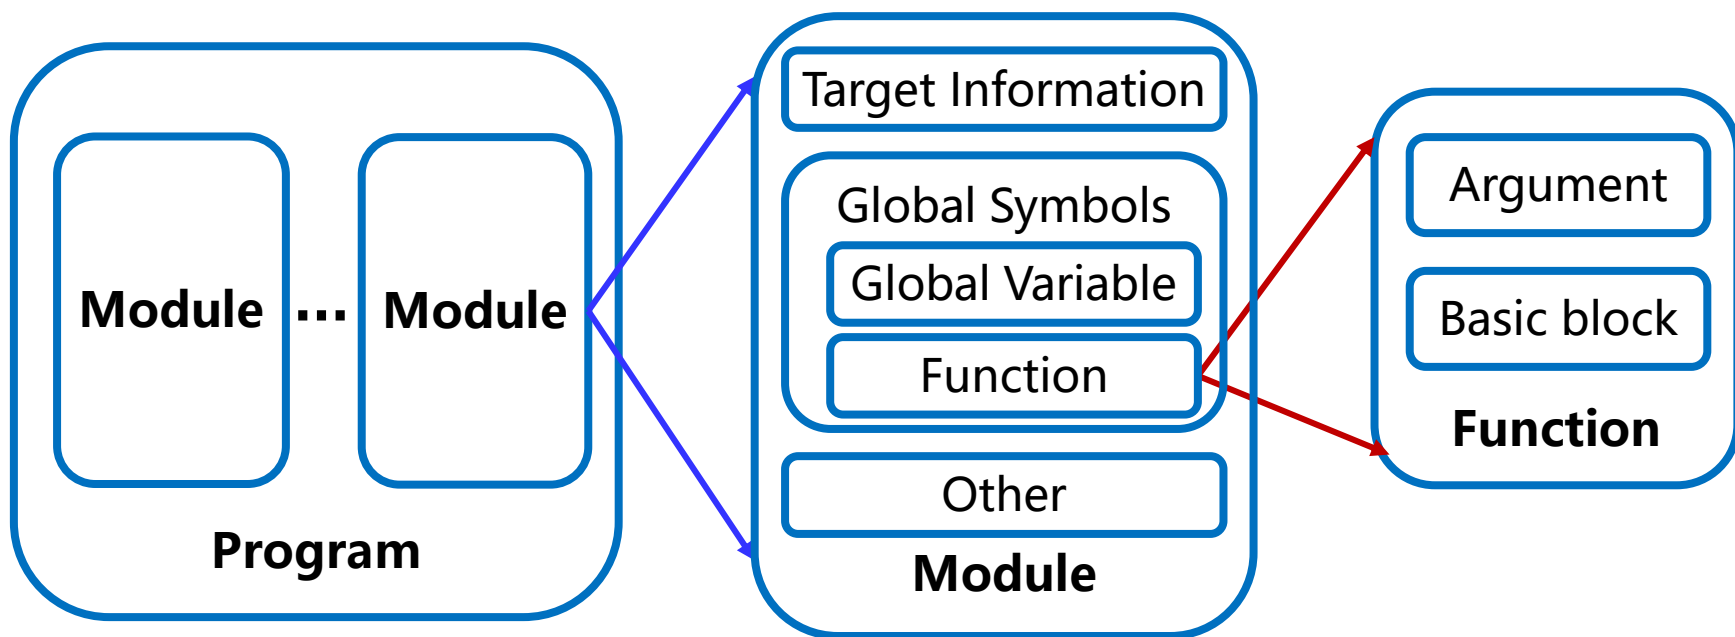 Module ... Module
Program
Target Information
Global Symbols
Global Variable
Function
Other
Module
Argument
Basic block
Function